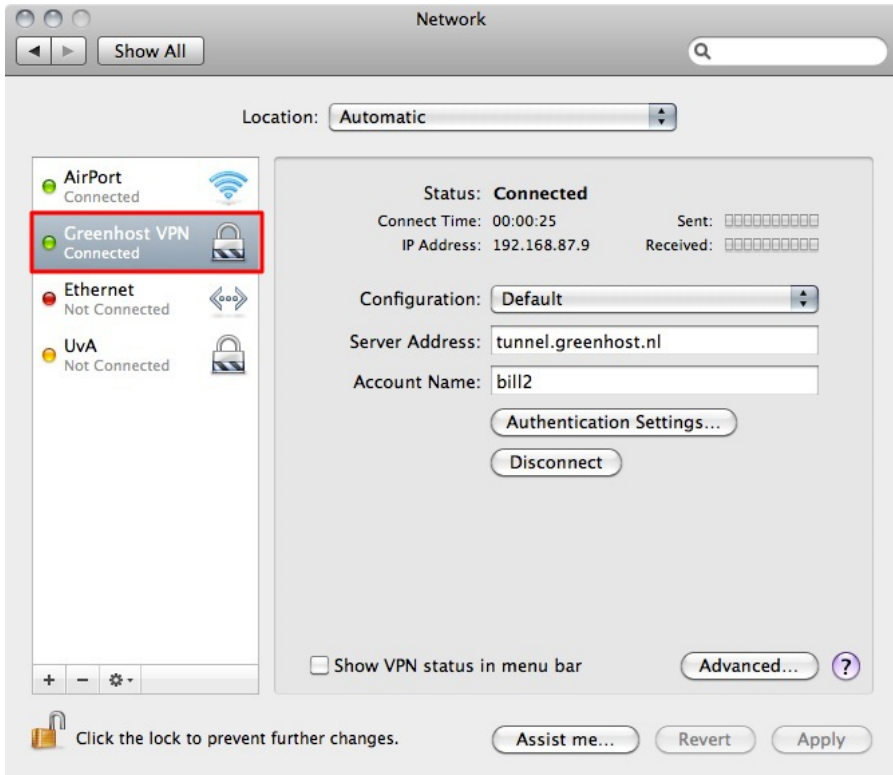 Network
Show All
Location: Automatic
AirPort
Connected
Greenhost VPN
Connected
Ethernet
Not Connected
UvA
Not Connected
Status: Connected
Connect Time: 00:00:25 Sent:
IP Address: 192.168.87.9 Received:
Configuration: Default
Server Address: tunnel.greenhost.nl
Account Name: bill2
Authentication Settings...
Disconnect
Show VPN status in menu bar Advanced... ?
Click the lock to prevent further changes. Assist me... Revert Apply